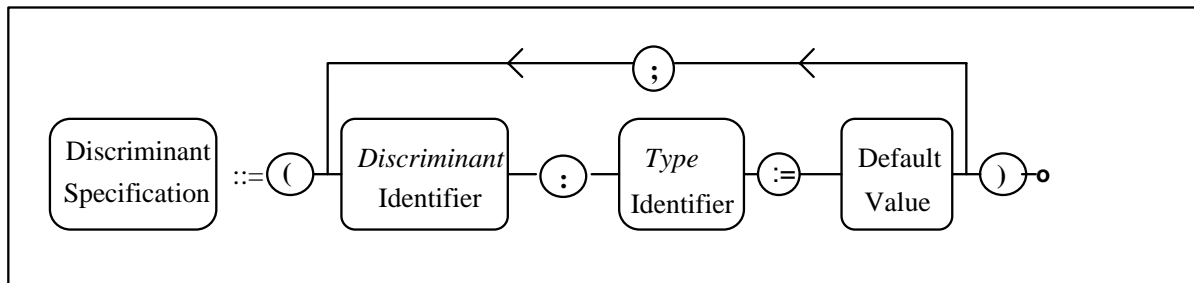 ;
Discriminant
Specification
::=
(
Discriminant
Identifier
:
Type
Identifier
:=
Default
Value
)
o